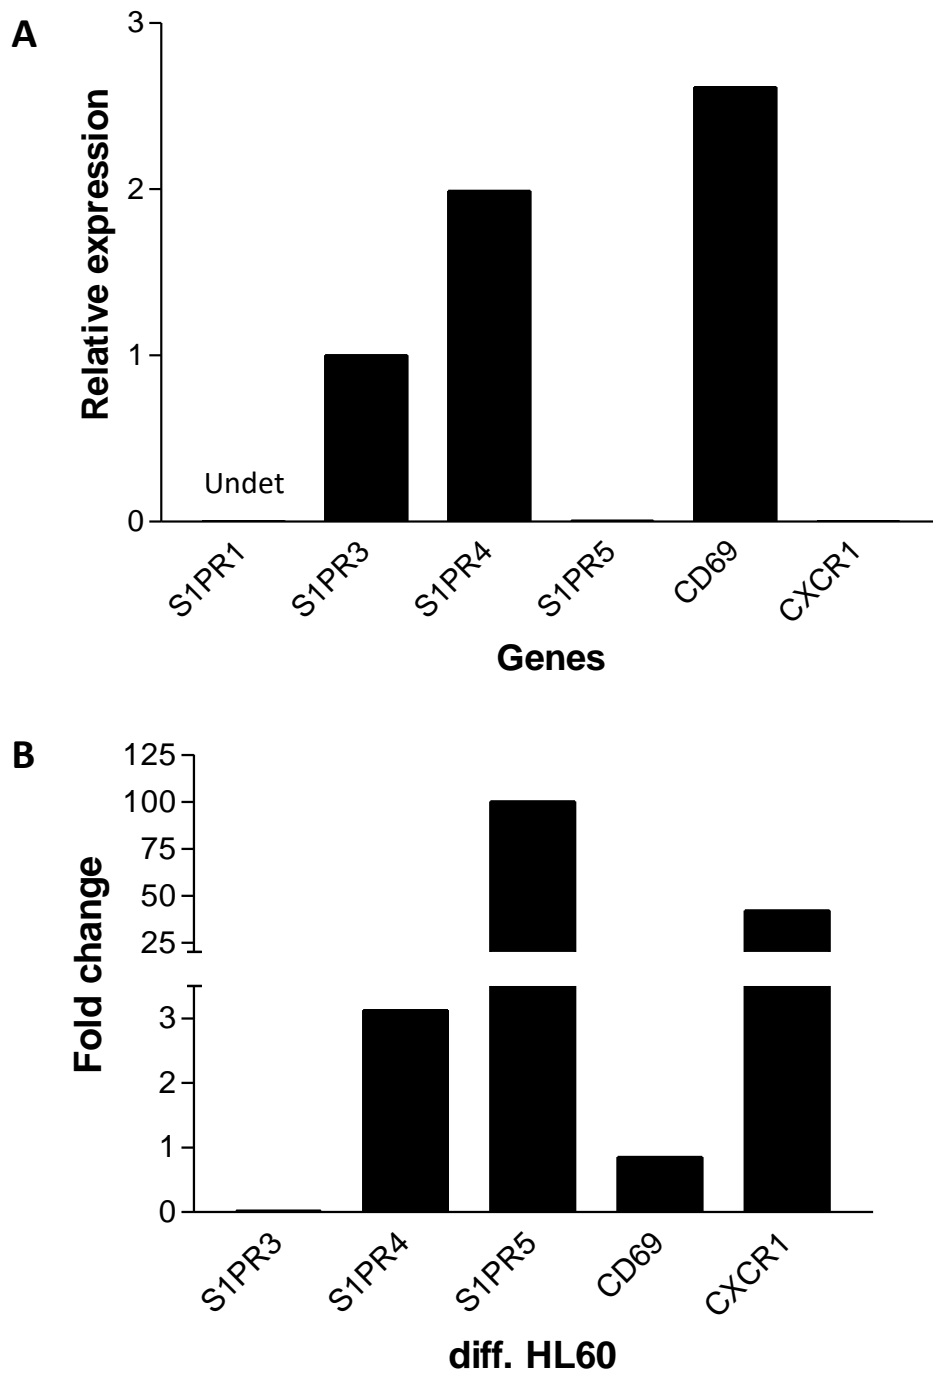 A
3
2
1
0
Relative expression
Undet
S1PR1
S1PR3
S1PR4
S1PR5
CD69
CXCR1
Genes
B
125
100
75
50
25
3
2
1
0
Fold change
S1PR3
S1PR4
S1PR5
CD69
CXCR1
diff. HL60